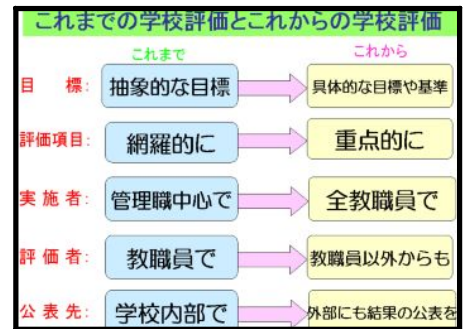 これまでの学校評価とこれからの学校評価
これまで　これから
目　標:　抽象的な目標　具体的な目標や基準
評価項目:　網羅的に　重点的に
実 施 者:　管理職中心で　全教職員で
評 価 者:　教職員で　教職員以外からも
公 表 先:　学校内部で　外部にも結果の公表を